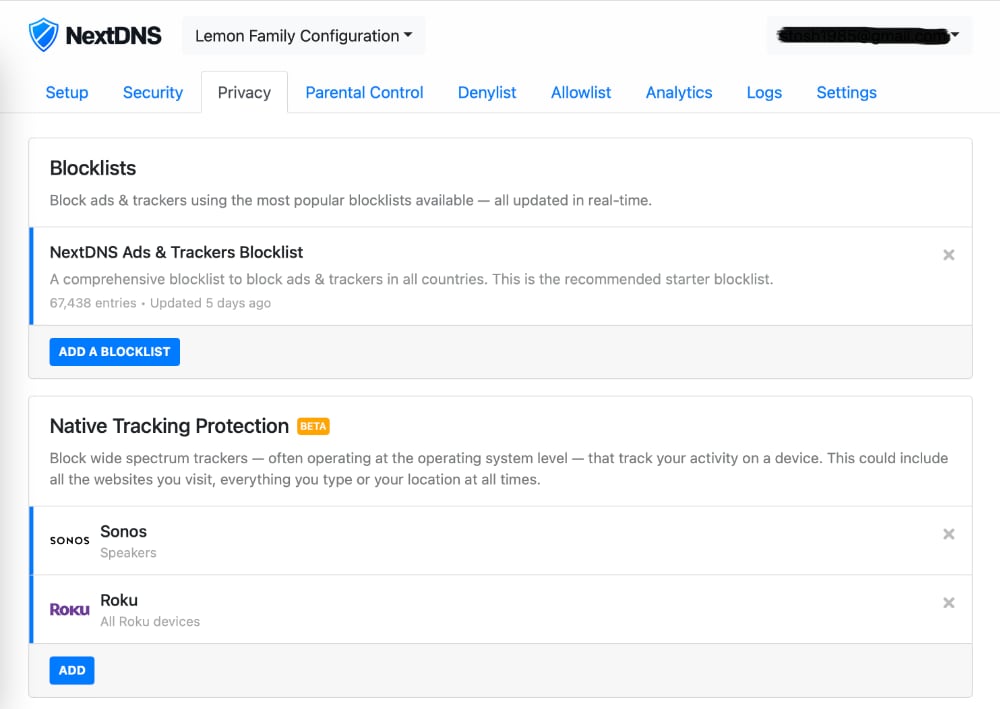 NextDNS
Lemon Family Configuration
Setup Security Privacy Parental Control Denylist Allowlist Analytics Logs Settings
Blocklists
Block ads & trackers using the most popular blocklists available — all updated in real-time.
NextDNS Ads & Trackers Blocklist
A comprehensive blocklist to block ads & trackers in all countries. This is the recommended starter blocklist.
67,438 entries • Updated 5 days ago
ADD A BLOCKLIST
Native Tracking Protection BETA
Block wide spectrum trackers — often operating at the operating system level — that track your activity on a device. This could include
all the websites you visit, everything you type or your location at all times.
SONOS Sonos
Speakers
ROKU Roku
All Roku devices
ADD